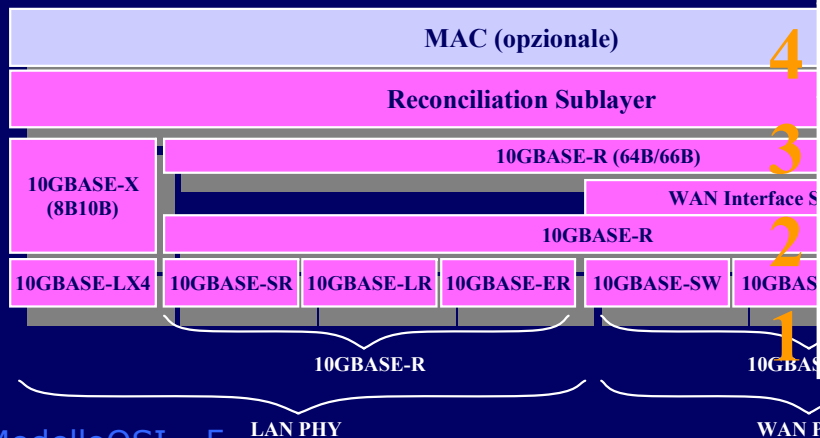 MAC (opzionale)
4
Reconciliation Sublayer
3
10GBASE-R (64B/66B)
10GBASE-X
(8B10B)
WAN Interface S
2
10GBASE-R
10GBASE-LX4 10GBASE-SR 10GBASE-LR 10GBASE-ER 10GBASE-SW 10GBAS
1
10GBASE-R 10GBAS
LAN PHY WAN P
ModelloOSI - 5